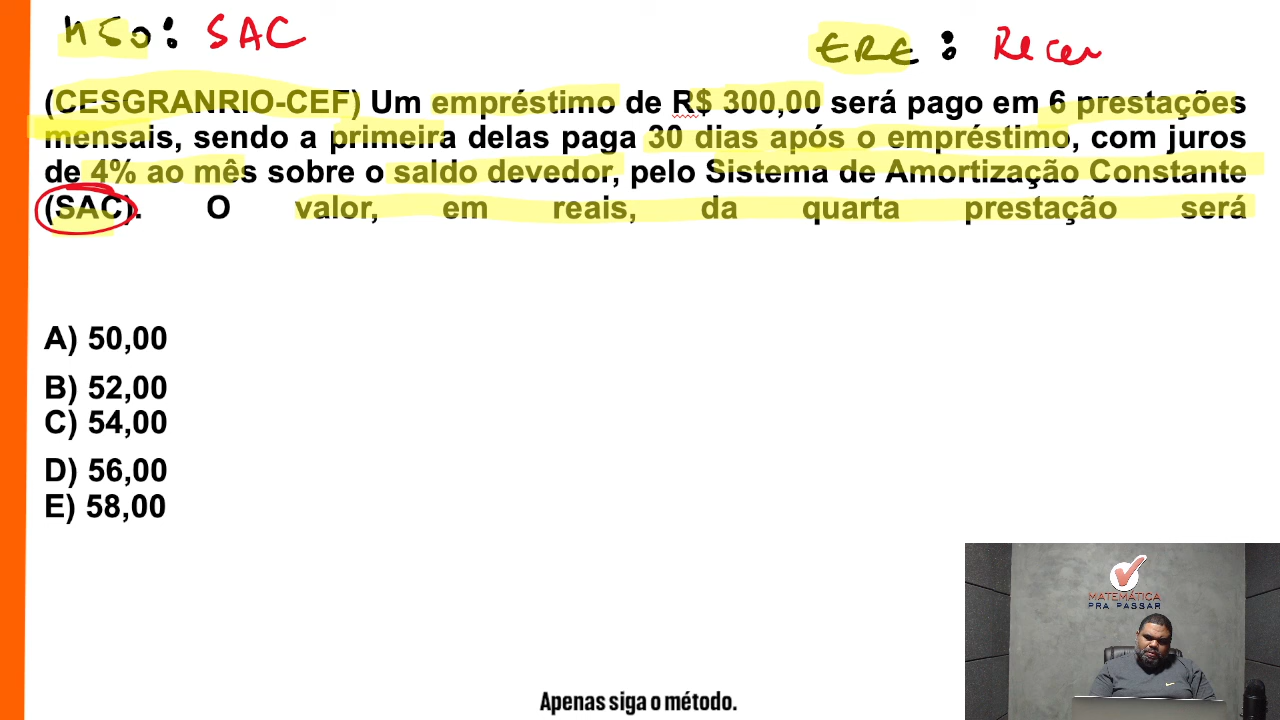 : SAC
:
(CESGRANRIO-CEF) Um empréstimo de R$ 300,00 será pago em 6 prestações
mensais, sendo a primeira delas paga 30 dias após o empréstimo, com juros
de 4% ao mês sobre o saldo devedor, pelo Sistema de Amortização Constante
(SAC). O valor, em reais, da quarta prestação será
A) 50,00
B) 52,00
C) 54,00
D) 56,00
E) 58,00
MATEMÁTICA
PRA PASSAR
Apenas siga o método.